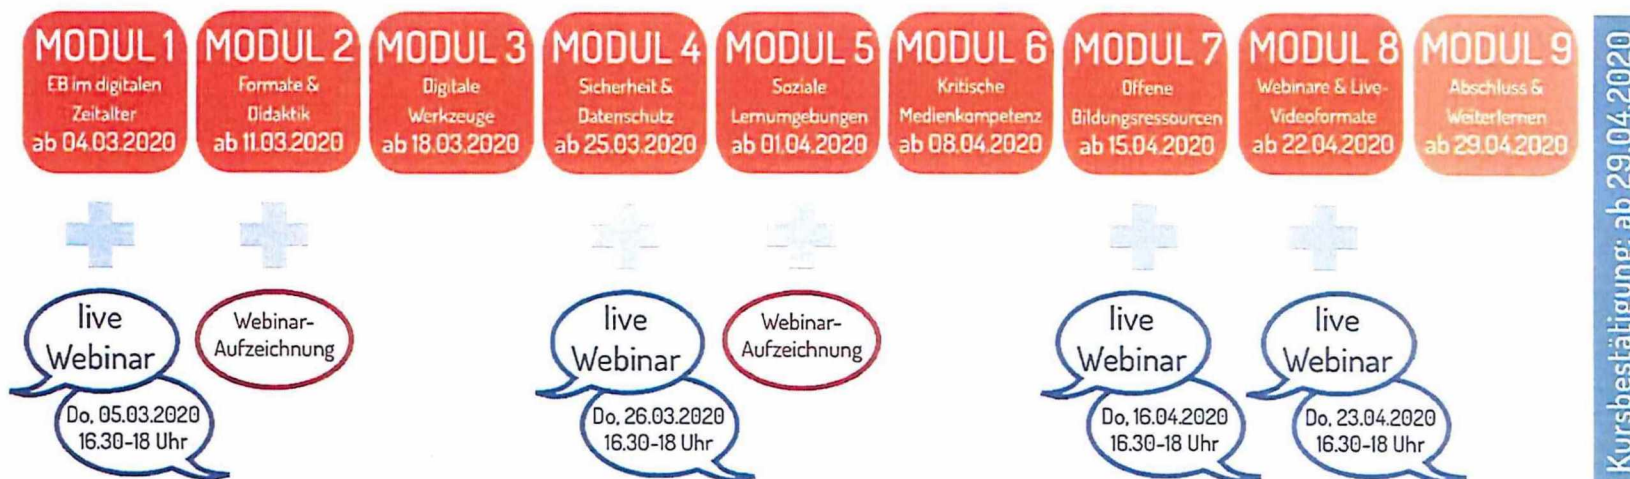 MODUL 1
EB im digitalen
Zeitalter
ab 04.03.2020
MODUL 2
Formate &
Didaktik
ab 11.03.2020
MODUL 3
Digitale
Werkzeuge
ab 18.03.2020
MODUL 4
Sicherheit &
Datenschutz
ab 25.03.2020
MODUL 5
Soziale
Lernumgebungen
ab 01.04.2020
MODUL 6
Kritische
Medienkompetenz
ab 08.04.2020
MODUL 7
Offene
Bildungsressourcen
ab 15.04.2020
MODUL 8
Webinare & Live-
Videoformate
ab 22.04.2020
MODUL 9
Abschluss &
Weiterlernen
ab 29.04.2020
live
Webinar
Do, 05.03.2020
16.30-18 Uhr
Webinar-
Aufzeichnung
live
Webinar
Do, 26.03.2020
16.30-18 Uhr
Webinar-
Aufzeichnung
live
Webinar
Do, 16.04.2020
16.30-18 Uhr
live
Webinar
Do, 23.04.2020
16.30-18 Uhr
Kursbestätigung: ab 29.04.2020